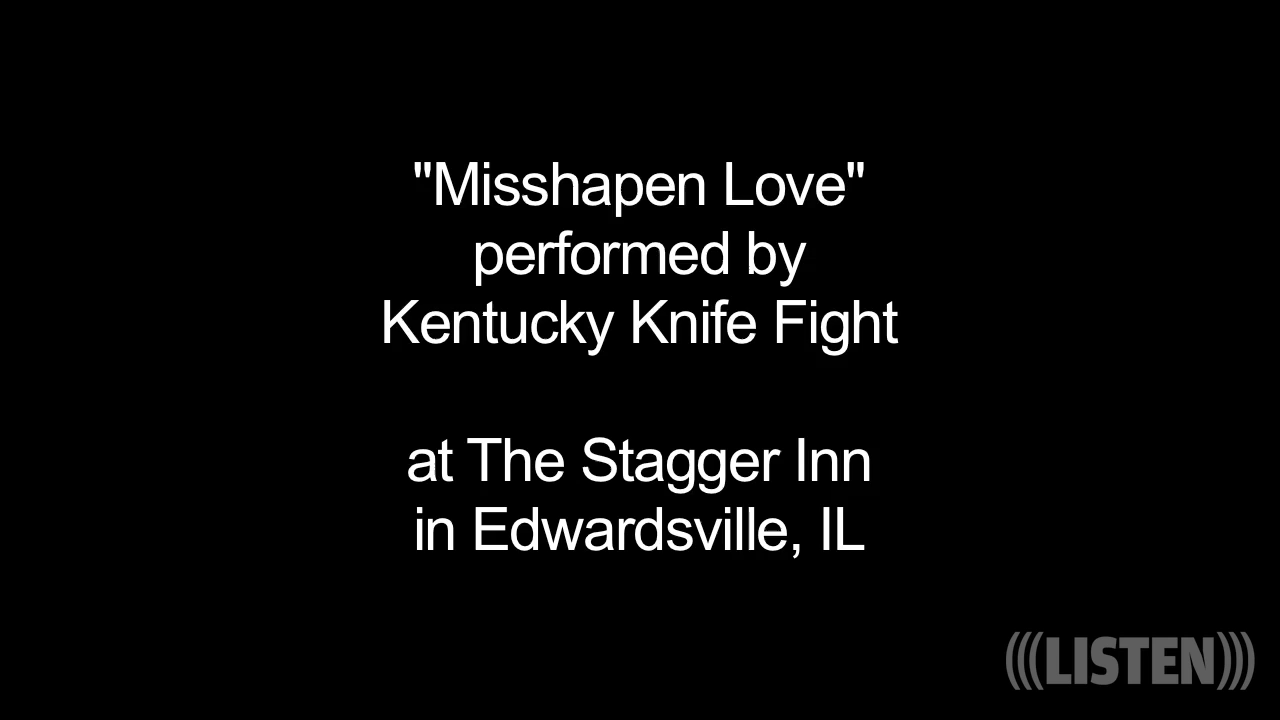 "Misshapen Love"
performed by
Kentucky Knife Fight
at The Stagger Inn
in Edwardsville, IL
(((LISTEN)))